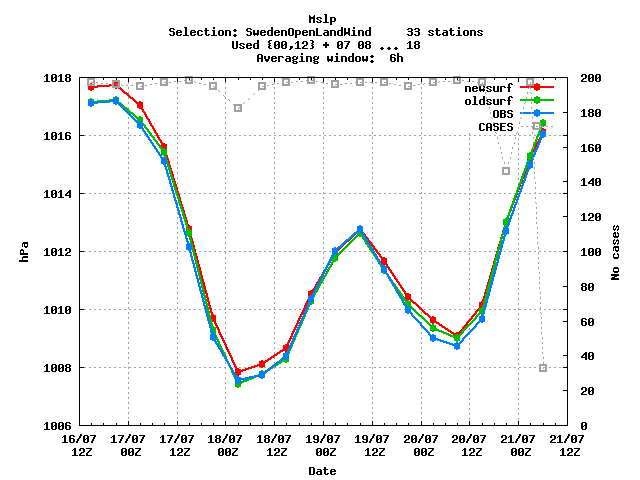 Mslp
Selection: SwedenOpenLandWind     33 stations
Used {00,12} + 07 08 ... 18
Averaging window:  6h
1018
1016
1014
1012
1010
1008
1006
hPa
200
180
160
140
120
100
80
60
40
20
0
No cases
newsurf
oldsurf
OBS
CASES
16/07 17/07 17/07 18/07 18/07 19/07 19/07 20/07 20/07 21/07 21/07
12Z 00Z 12Z 00Z 12Z 00Z 12Z 00Z 12Z 00Z 12Z
Date